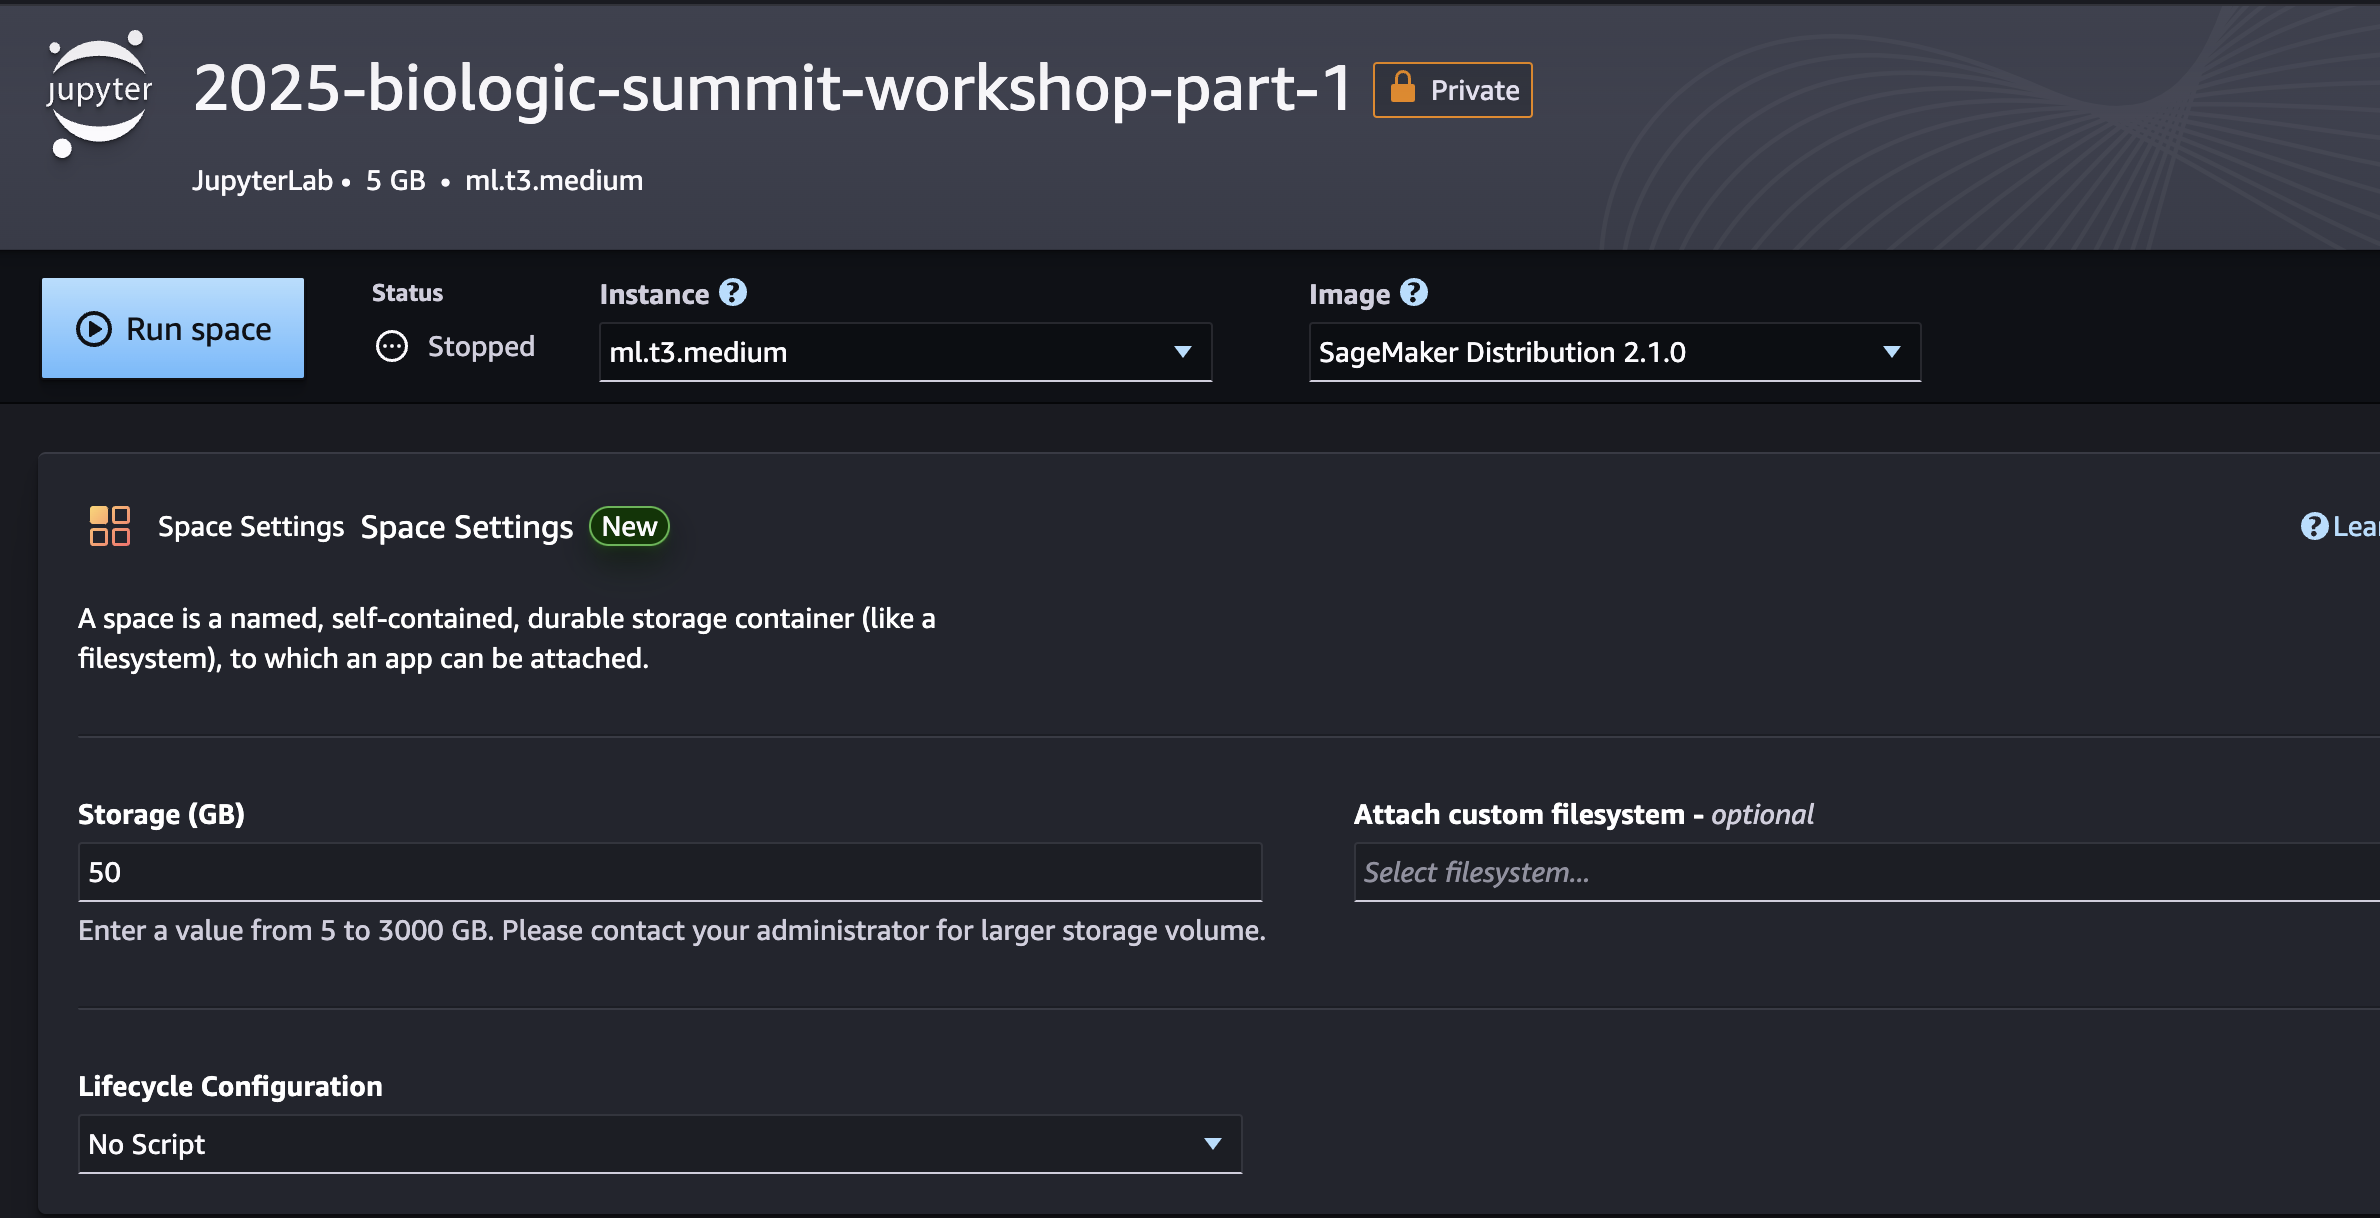 jupyter
2025-biologic-summit-workshop-part-1 Private
JupyterLab • 5 GB • ml.t3.medium
Run space
Status
Stopped
Instance ?
ml.t3.medium
Image ?
SageMaker Distribution 2.1.0
Space Settings Space Settings New
? Lear
A space is a named, self-contained, durable storage container (like a
filesystem), to which an app can be attached.
Storage (GB)
50
Enter a value from 5 to 3000 GB. Please contact your administrator for larger storage volume.
Attach custom filesystem - optional
Select filesystem...
Lifecycle Configuration
No Script